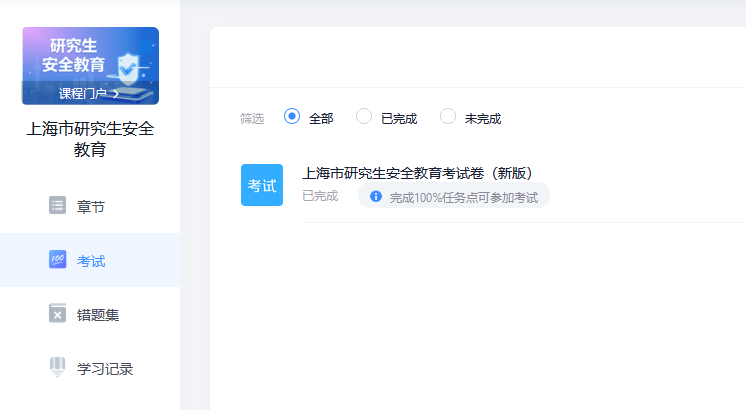 研究生
安全教育
课程门户 >
上海市研究生安全
教育
章节
100
考试
错题集
学习记录
筛选 全部 已完成 未完成
考试
上海市研究生安全教育考试卷（新版）
已完成 完成100%任务点可参加考试